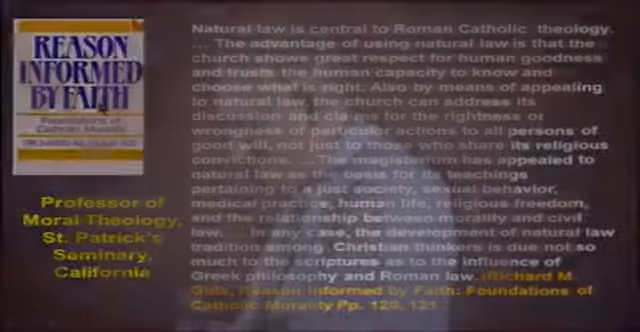 REASON
INFORMED
BY FAITH
Foundations of
Catholic Morality
Professor of
Moral Theology,
St. Patrick's
Seminary,
California
Natural law is central to Roman Catholic theology.
... The advantage of using natural law is that the
church shows great respect for human goodness
and trusts the human capacity to know and
choose what is right. Also by means of appealing
to natural law, the church can address its
discussion and claims for the rightness or
wrongness of particular actions to all persons of
good will, not just to those who share its religious
convictions. ...The magisterium has appealed to
natural law as the basis for its teachings
pertaining to a just society, sexual behavior,
medical practice, human life, religious freedom,
and the relationship between morality and civil
law. ... In any case, the development of natural law
tradition among Christian thinkers is due not so
much to the scriptures as to the influence of
Greek philosophy and Roman law. (Richard M.
Gula, Reason Informed by Faith: Foundations of
Catholic Morality Pp. 120, 121